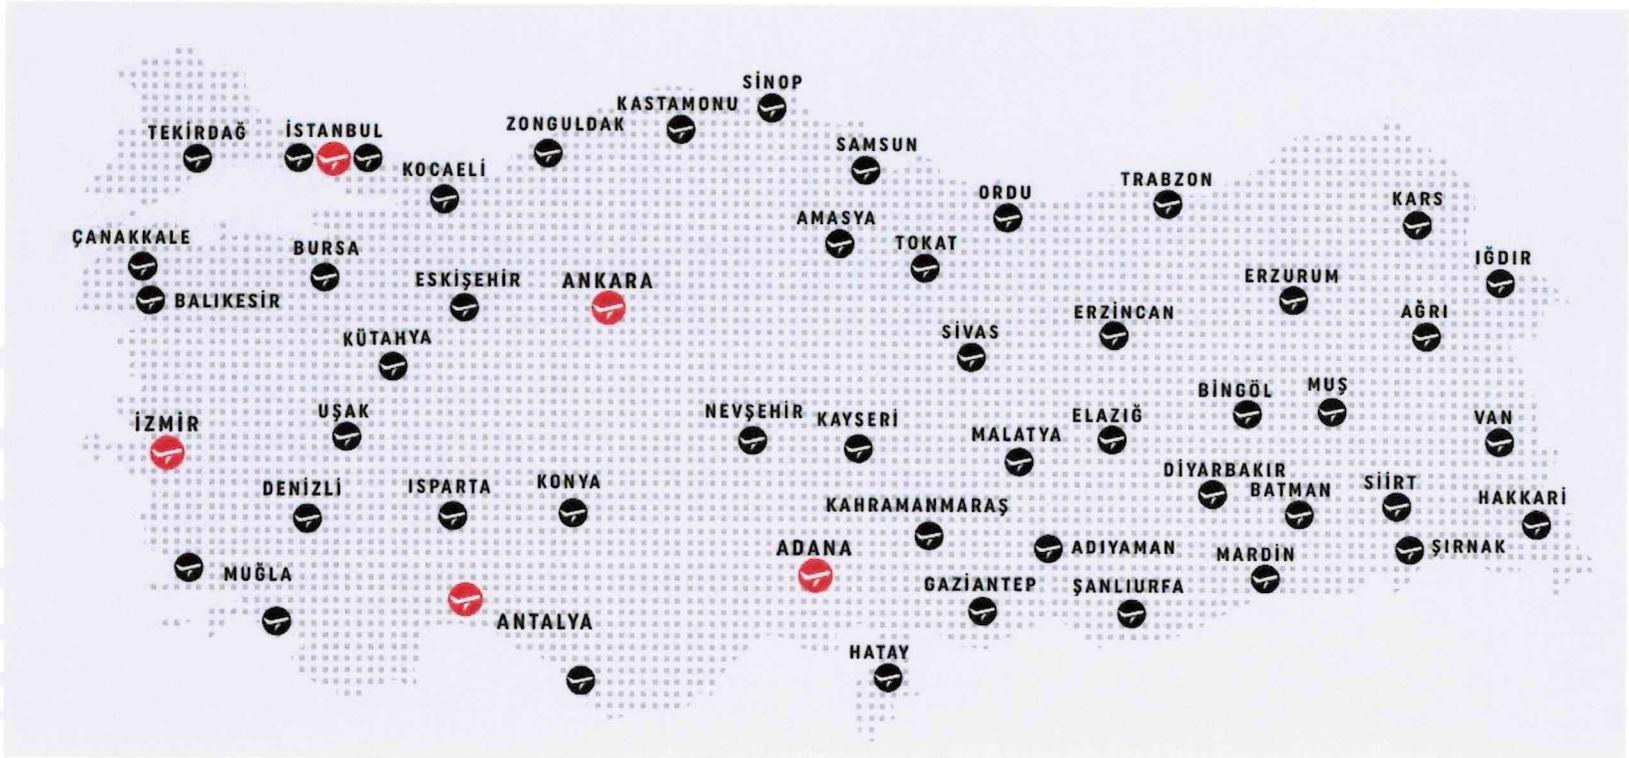 SİNOP
KASTAMONU
ZONGULDAK
TEKİRDAĞ
İSTANBUL
SAMSUN
KOCAELİ
TRABZON
ORDU
KARS
AMASYA
ÇANAKKALE
TOKAT
BURSA
IĞDIR
ERZURUM
ESKİŞEHİR
ANKARA
BALIKESİR
ERZİNCAN
AĞRI
SİVAS
KÜTAHYA
MUŞ
BİNGÖL
UŞAK
NEVŞEHİR
ELAZIĞ
KAYSERİ
VAN
İZMİR
MALATYA
DİYARBAKIR
KONYA
SİİRT
ISPARTA
DENİZLİ
BATMAN
HAKKARİ
KAHRAMANMARAŞ
ADANA
ADIYAMAN
ŞIRNAK
MARDİN
MUĞLA
GAZİANTEP
ŞANLIURFA
ANTALYA
HATAY